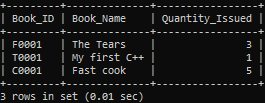 Book_ID | Book_Name | Quantity_Issued
F0001 | The Tears | 3
T0001 | My first C++ | 1
C0001 | Fast cook | 5
3 rows in set (0.01 sec)